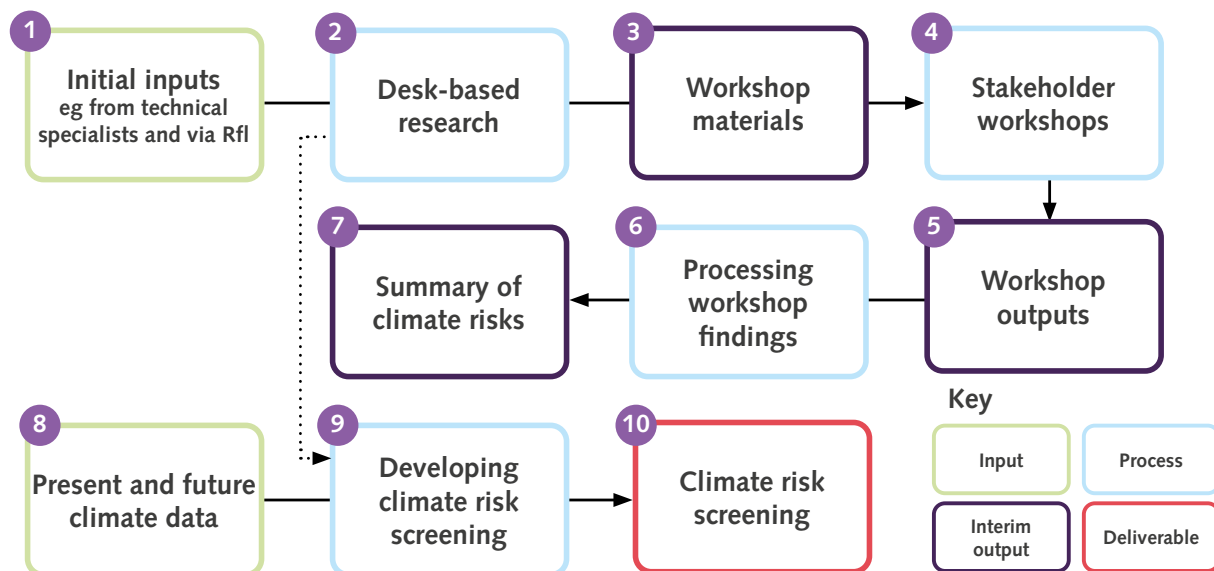 1
Initial inputs
eg from technical
specialists and via RfI
2
Desk-based
research
3
Workshop
materials
4
Stakeholder
workshops
7
Summary of
climate risks
6
Processing
workshop
findings
5
Workshop
outputs
8
Present and future
climate data
9
Developing
climate risk
screening
10
Climate risk
screening
Key
Input
Process
Interim
output
Deliverable